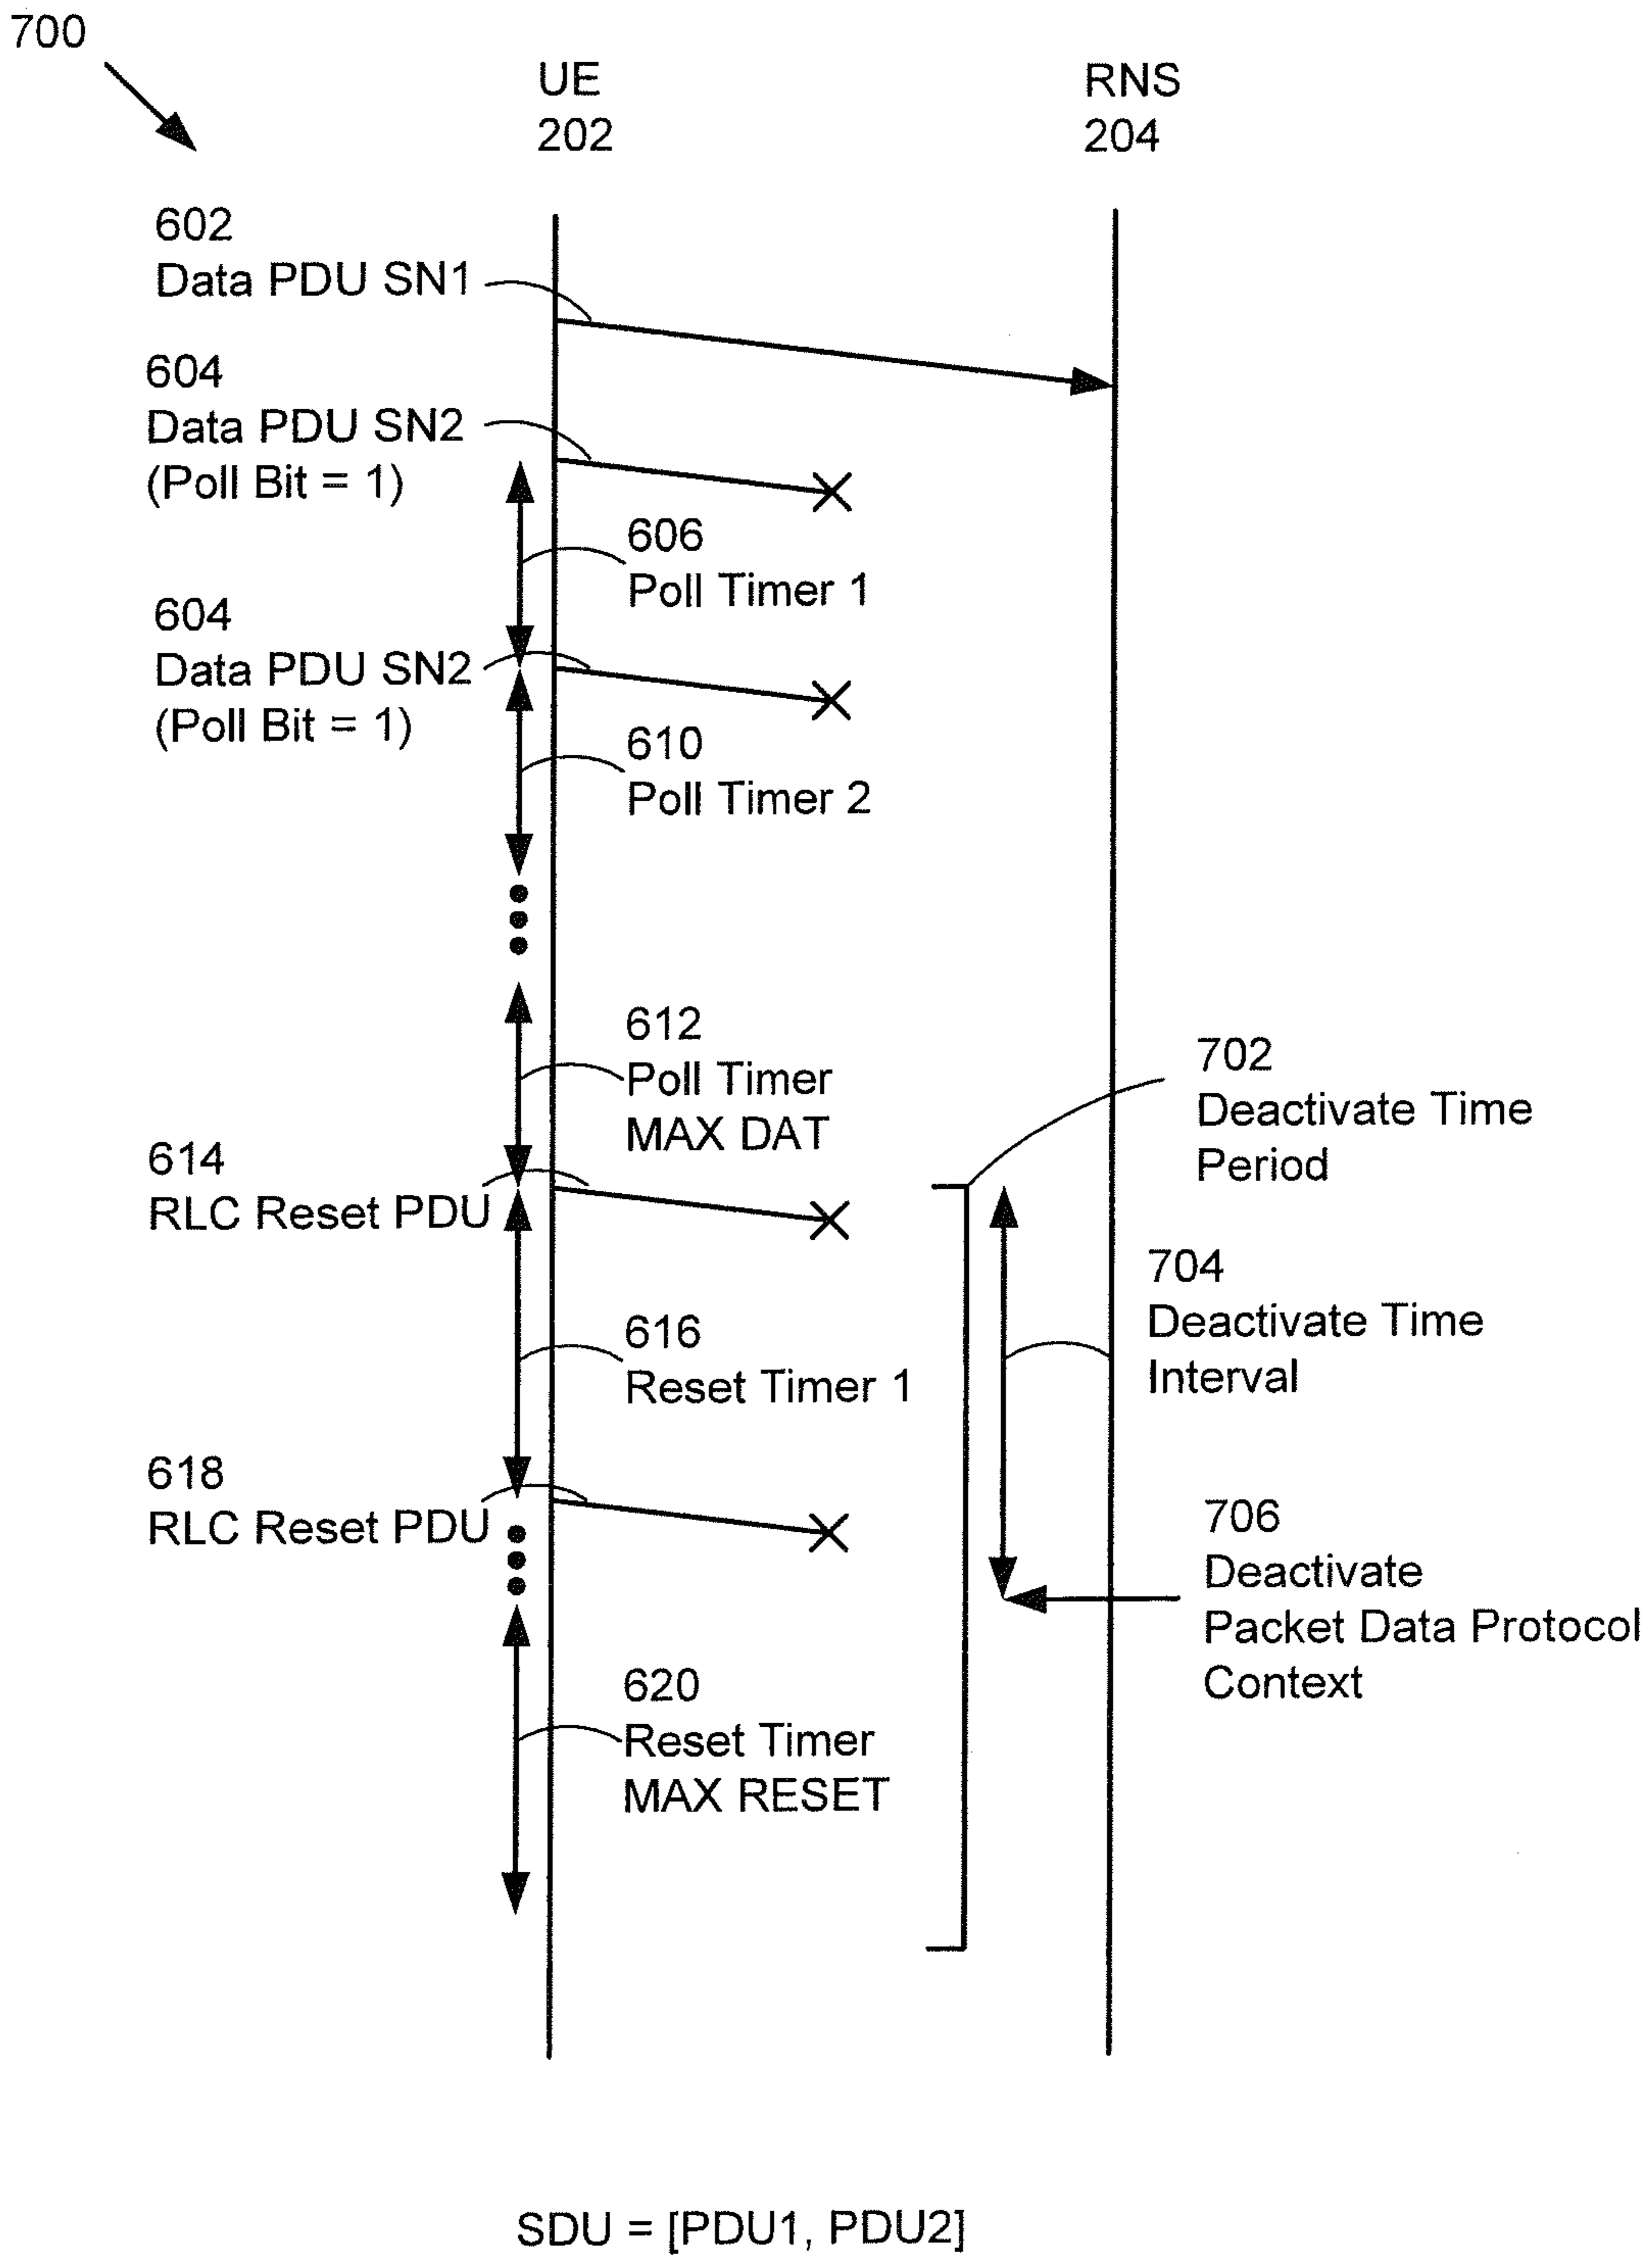 700
UE
202
RNS
204
602
Data PDU SN1
604
Data PDU SN2
(Poll Bit = 1)
606
Poll Timer 1
604
Data PDU SN2
(Poll Bit = 1)
610
Poll Timer 2
612
Poll Timer
MAX DAT
702
Deactivate Time
Period
614
RLC Reset PDU
704
Deactivate Time
Interval
616
Reset Timer 1
618
RLC Reset PDU
706
Deactivate
Packet Data Protocol
Context
620
Reset Timer
MAX RESET
SDU = [PDU1, PDU2]